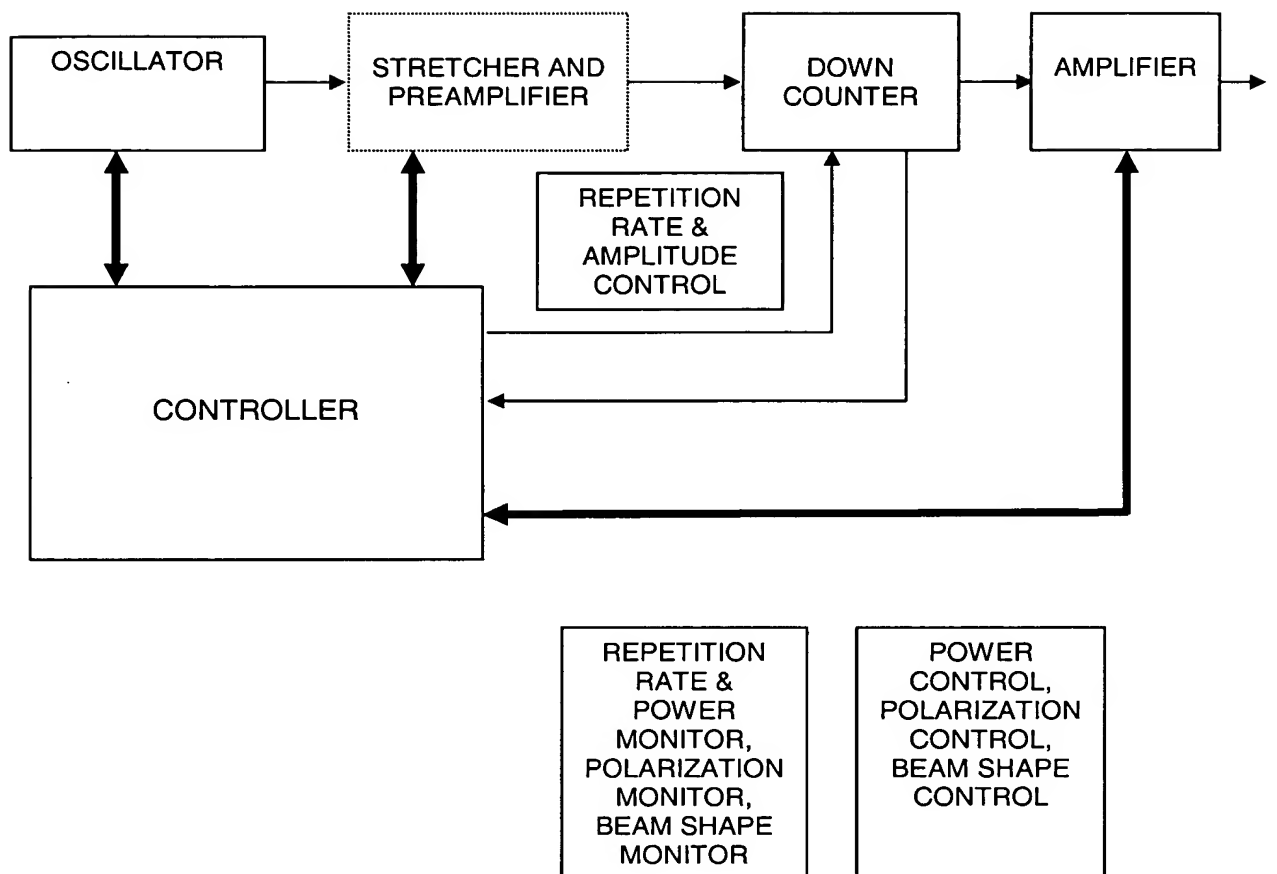 OSCILLATOR
STRETCHER AND
PREAMPLIFIER
DOWN
COUNTER
AMPLIFIER
REPETITION
RATE &
AMPLITUDE
CONTROL
CONTROLLER
REPETITION
RATE &
POWER
MONITOR,
POLARIZATION
MONITOR,
BEAM SHAPE
MONITOR
POWER
CONTROL,
POLARIZATION
CONTROL,
BEAM SHAPE
CONTROL